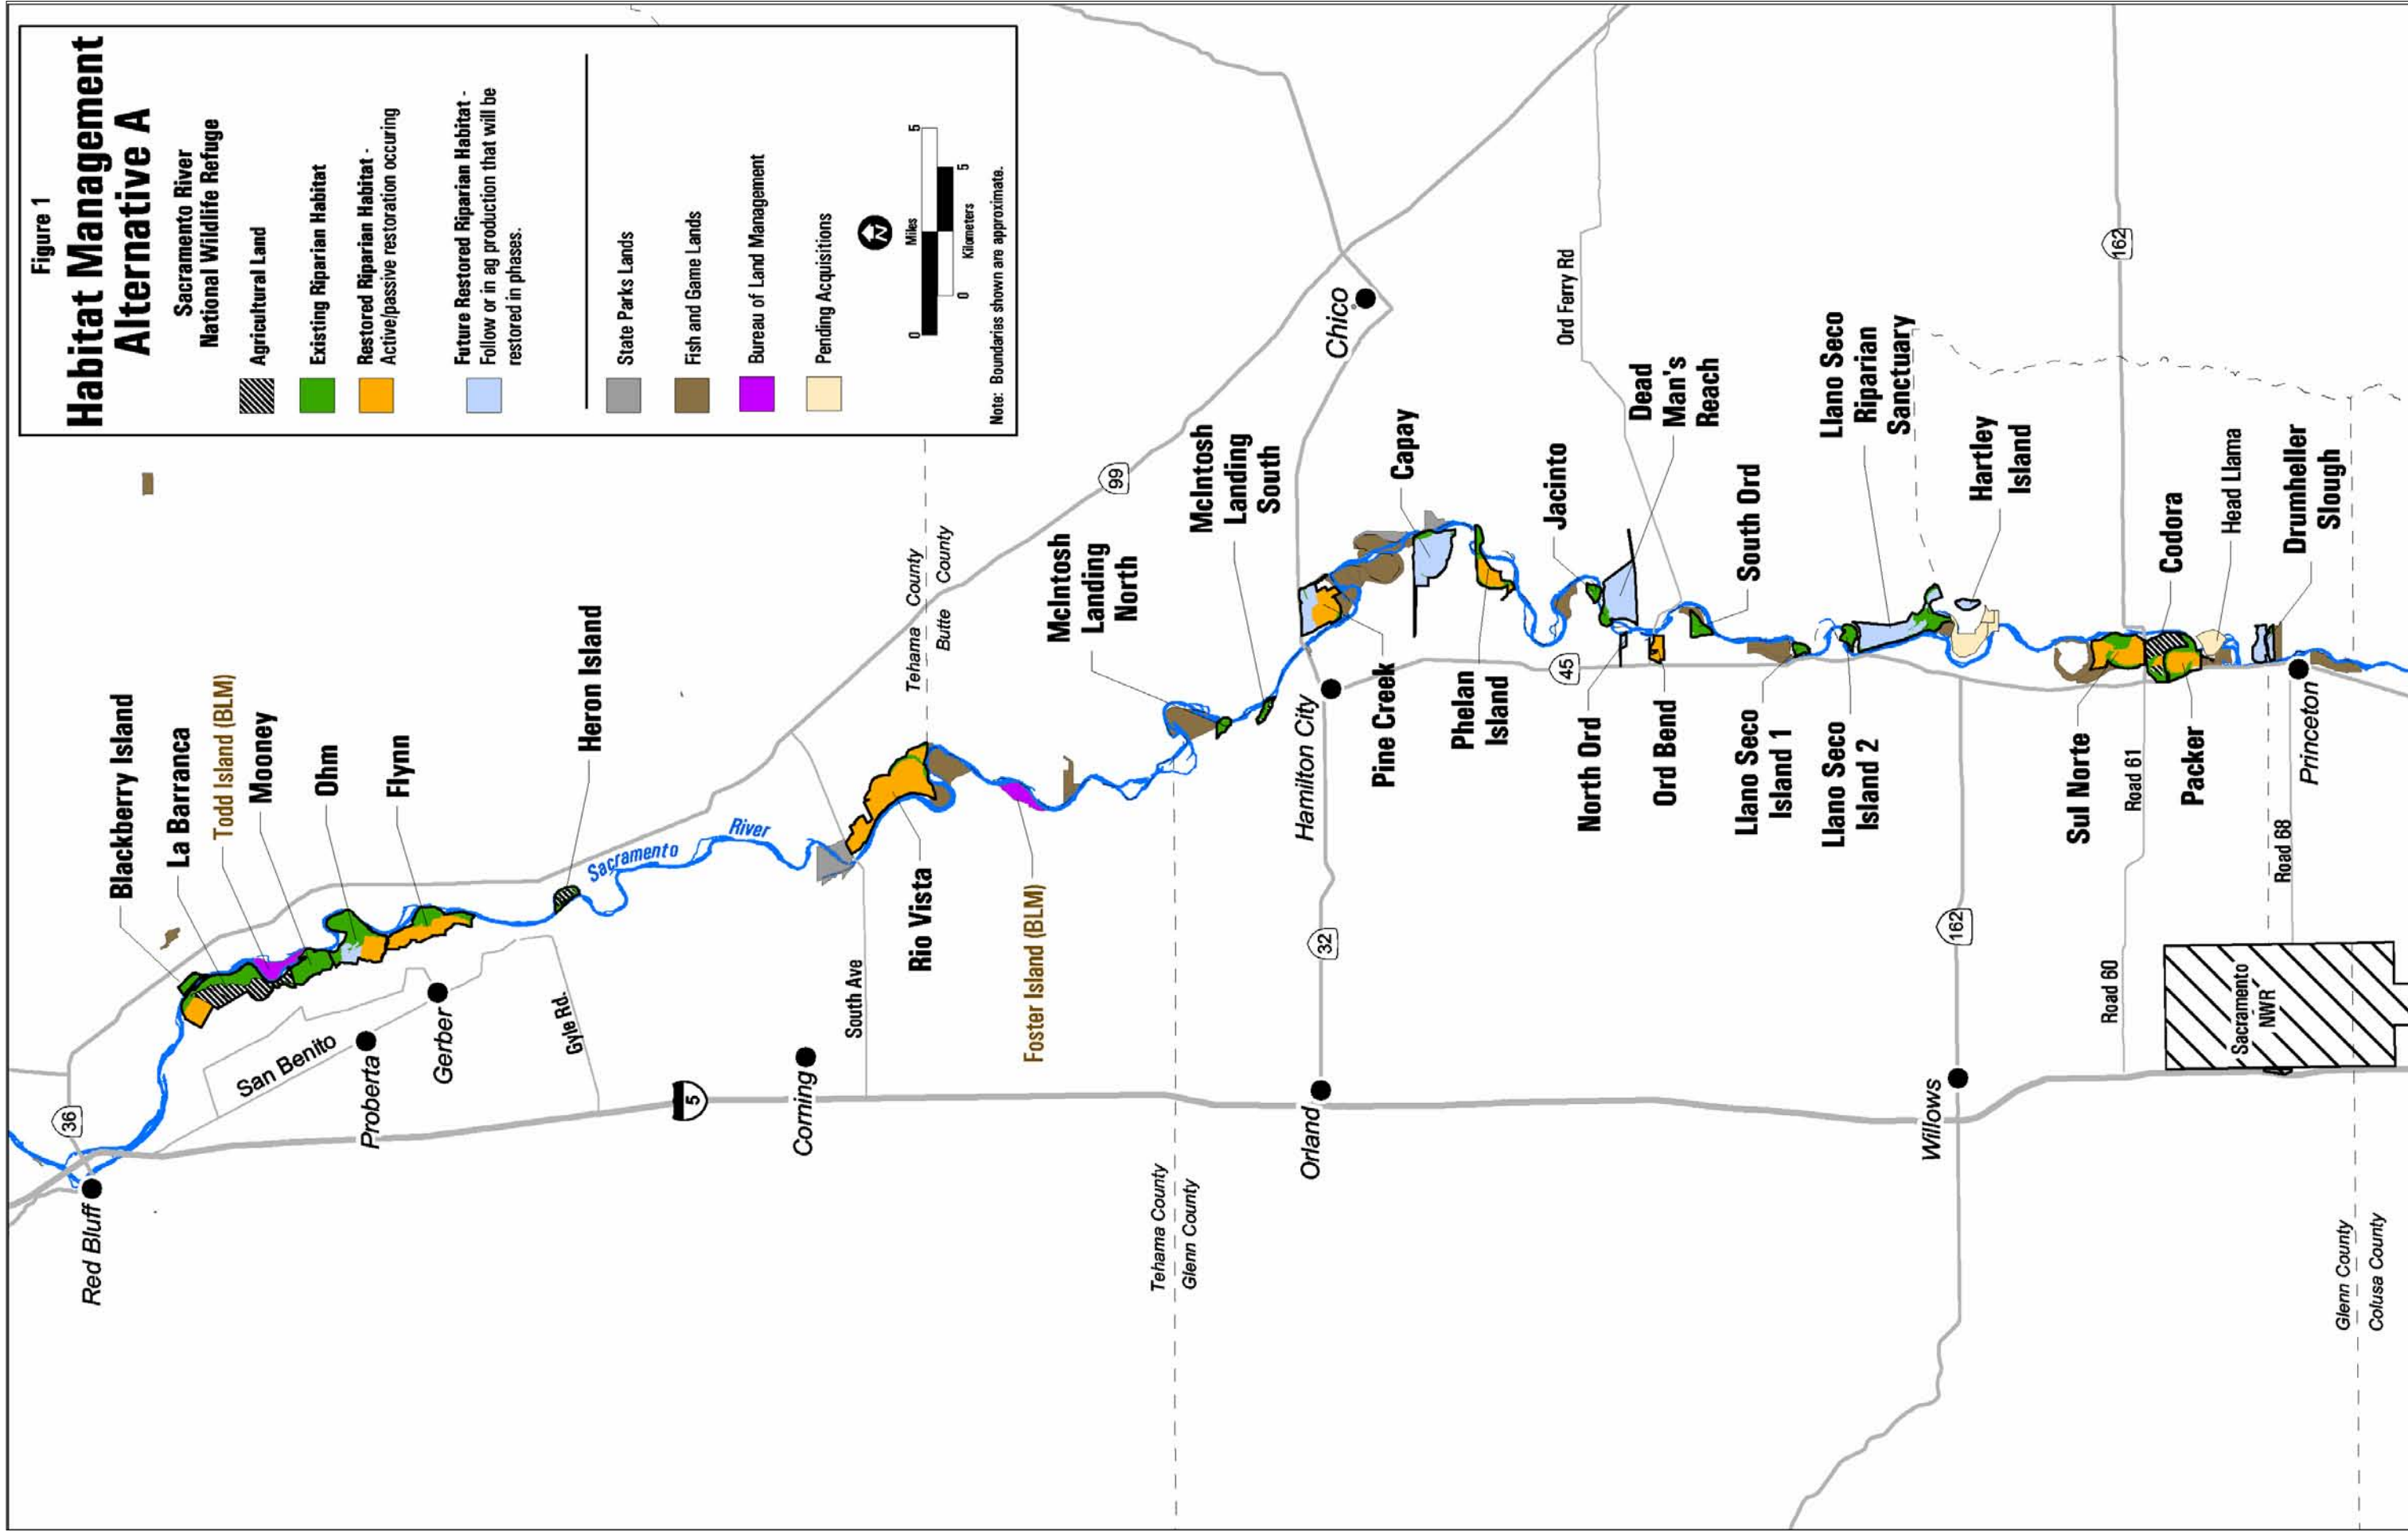 Figure 1
Habitat Management
Alternative A
Sacramento River
National Wildlife Refuge
Agricultural Land
Existing Riparian Habitat
Restored Riparian Habitat -
Active/passive restoration occuring
Future Restored Riparian Habitat -
Follow or in ag production that will be
restored in phases.
State Parks Lands
Fish and Game Lands
Bureau of Land Management
Pending Acquisitions
N
0
Miles
5
0
Kilometers
5
Note: Boundaries shown are approximate.
Red Bluff
36
Blackberry Island
La Barranca
Todd Island (BLM)
Mooney
Ohm
Flynn
San Benito
Proberta
Gerber
Gyle Rd.
Heron Island
Sacramento
River
5
Corning
South Ave
Rio Vista
Tehama County
Butte County
Foster Island (BLM)
99
McIntosh
Landing
North
Tehama County
Glenn County
McIntosh
Landing
South
Chico
Hamilton City
32
Orland
Pine Creek
Capay
Phelan
Island
45
Jacinto
Ord Ferry Rd
North Ord
Dead
Man's
Reach
Ord Bend
South Ord
Llano Seco
Island 1
Llano Seco
Island 2
Llano Seco
Riparian
Sanctuary
Hartley
Island
162
Willows
162
Sul Norte
Road 61
Road 60
Codora
Packer
Head Llama
Drumheller
Slough
Road 68
Princeton
Sacramento
NWR
Glenn County
Colusa County